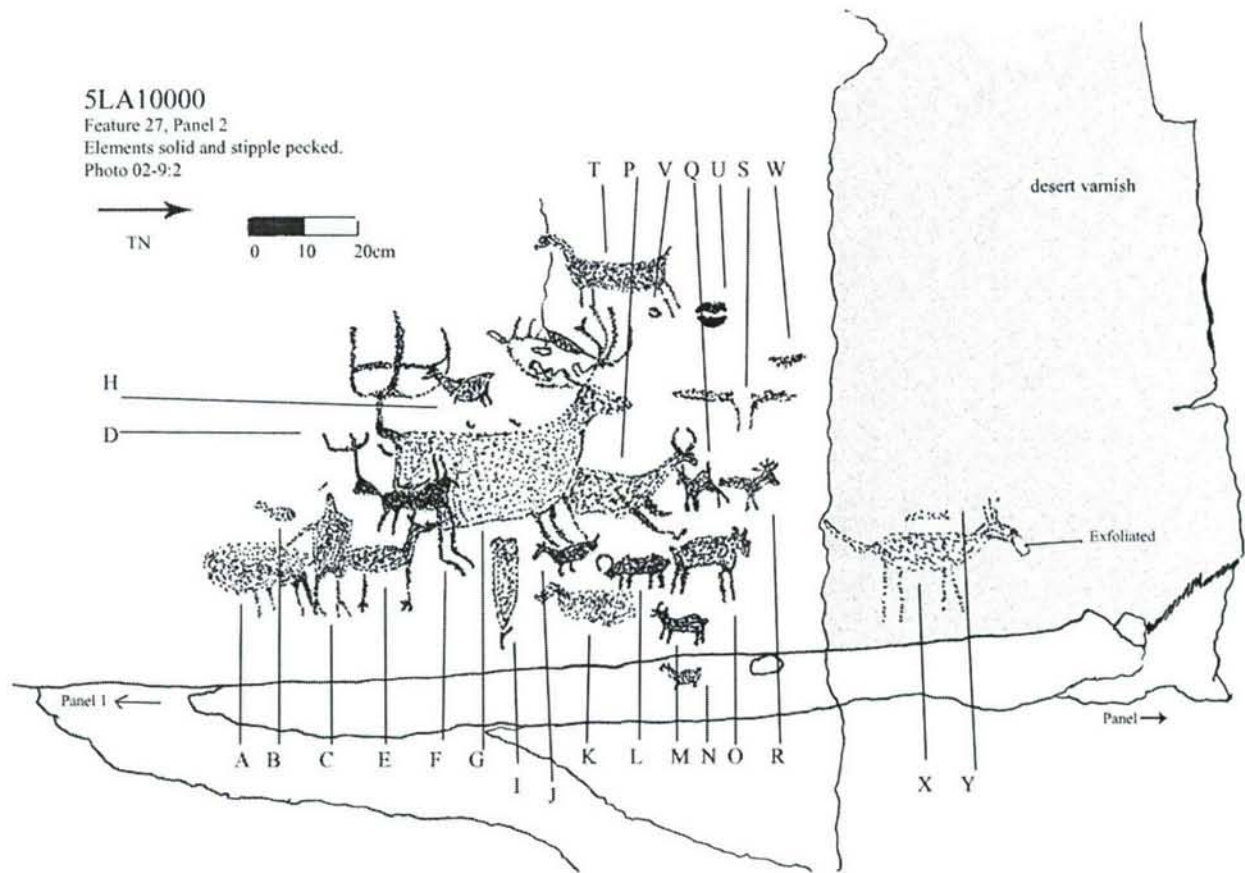 5LA10000
Feature 27, Panel 2
Elements solid and stipple pecked.
Photo 02-9:2
TN
0 10 20cm
T P V Q U S W
desert varnish
H
D
Exfoliated
Panel 1
Panel
A B C E F G I J K L M N O R X Y